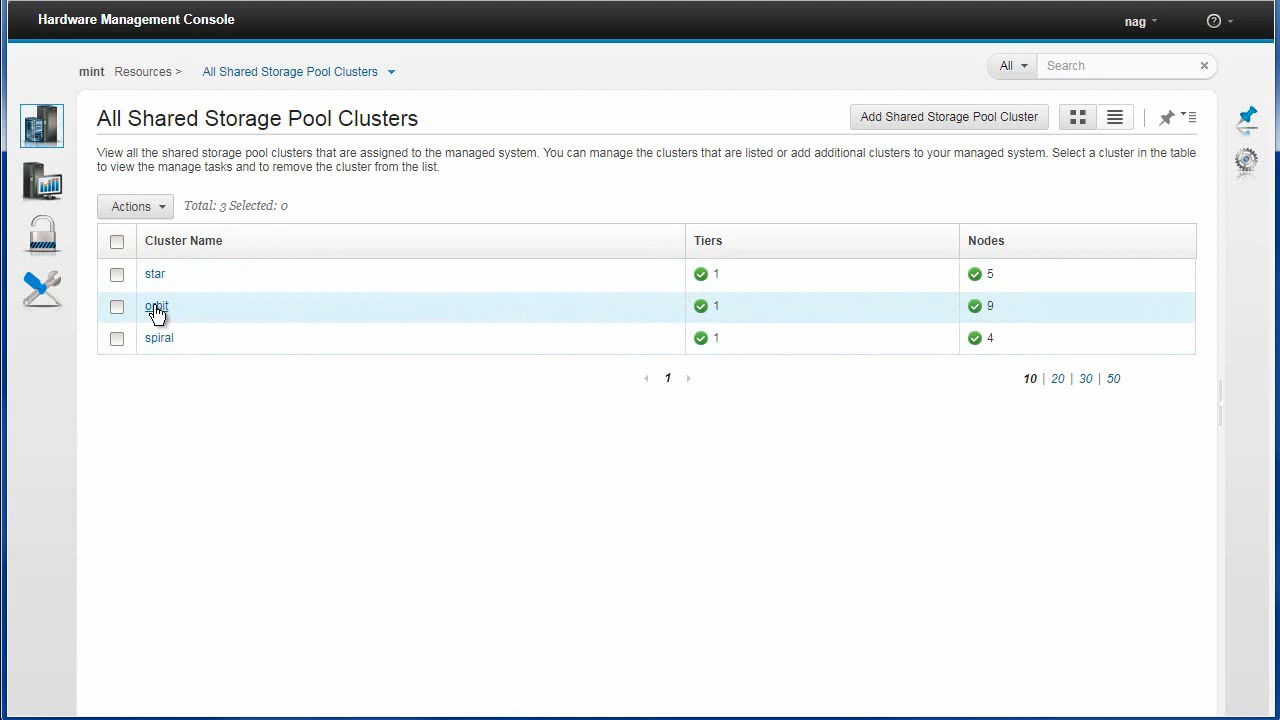 Hardware Management Console
nag
mint Resources > All Shared Storage Pool Clusters
All Search
All Shared Storage Pool Clusters
Add Shared Storage Pool Cluster
View all the shared storage pool clusters that are assigned to the managed system. You can manage the clusters that are listed or add additional clusters to your managed system. Select a cluster in the table
to view the manage tasks and to remove the cluster from the list.
Actions Total: 3 Selected: 0
Cluster Name Tiers Nodes
star 1 5
orbit 1 9
spiral 1 4
1 10 | 20 | 30 | 50